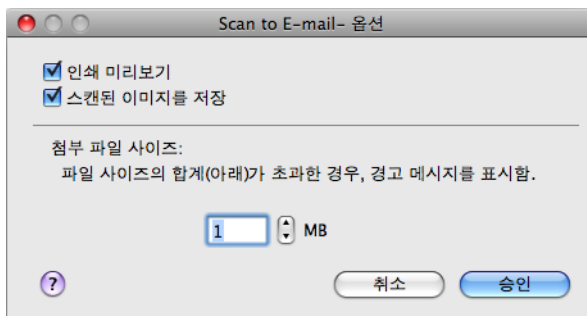 Scan to E-mail- 옵션
인쇄 미리보기
스캔된 이미지를 저장
첨부 파일 사이즈:
파일 사이즈의 합계(아래)가 초과한 경우, 경고 메시지를 표시함.
1 MB
? 취소 승인